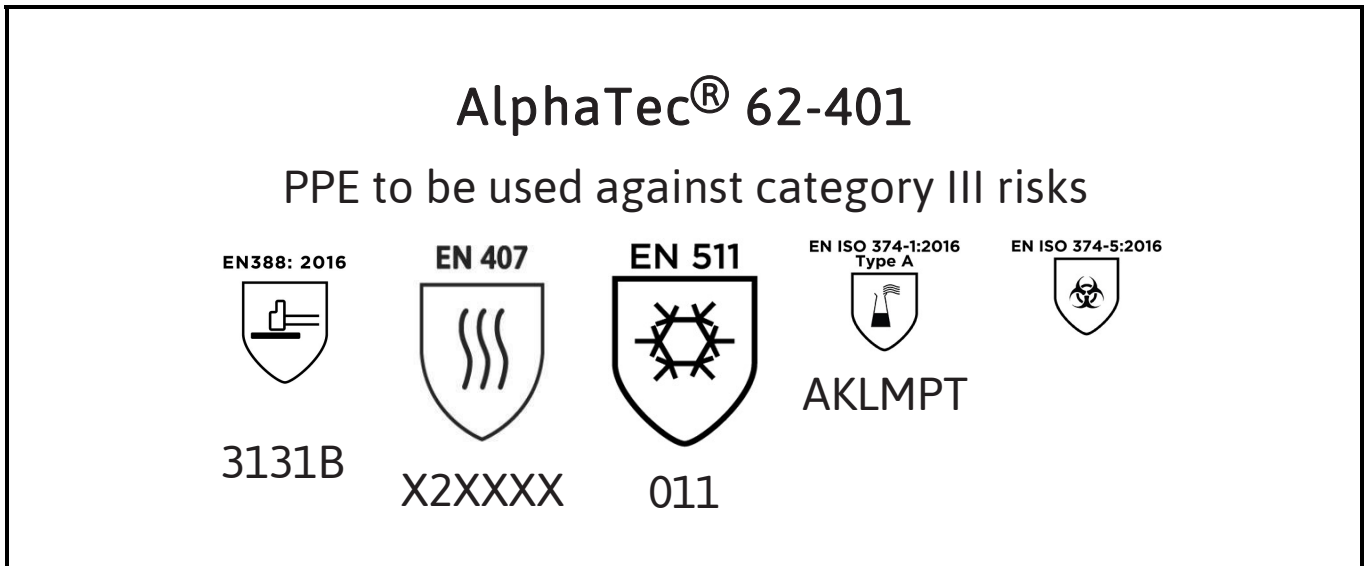 AlphaTec® 62-401
PPE to be used against category III risks
EN388: 2016
3131B
EN 407
X2XXXX
EN 511
011
EN ISO 374-1:2016
Type A
AKLMPT
EN ISO 374-5:2016